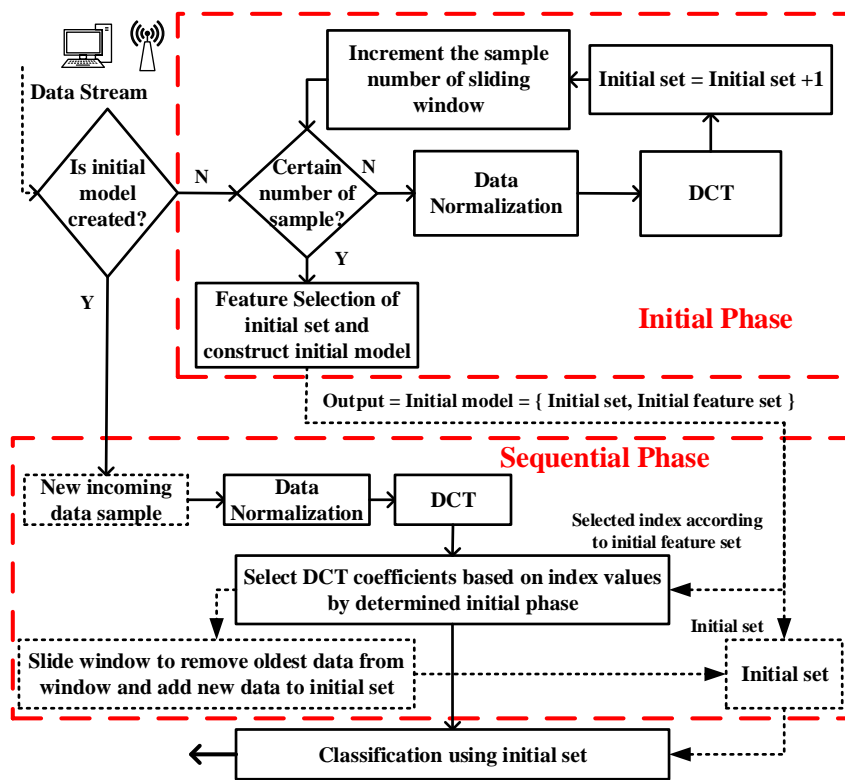 Data Stream
Is initial
model
created?
N
Y
Increment the sample
number of sliding
window
Initial set = Initial set +1
Certain
number of
sample?
N
Y
Data
Normalization
DCT
Feature Selection of
initial set and
construct initial model
Initial Phase
Output = Initial model = { Initial set, Initial feature set }
Sequential Phase
New incoming
data sample
Data
Normalization
DCT
Selected index according
to initial feature set
Select DCT coefficients based on index values
by determined initial phase
Initial set
Slide window to remove oldest data from
window and add new data to initial set
Initial set
Classification using initial set